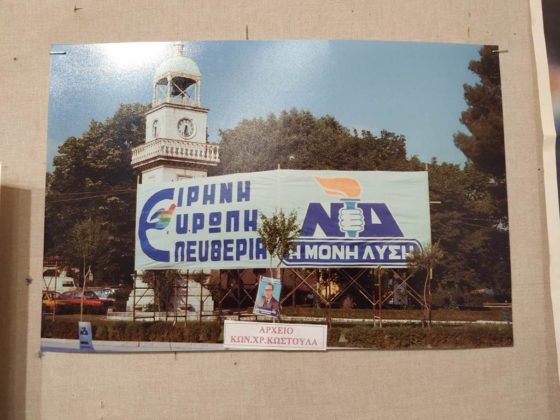 ΕΙΡΗΝΗ
ΕΥΡΩΠΗ
ΕΛΕΥΘΕΡΙΑ
ΝΔ
Η ΜΟΝΗ ΛΥΣΗ
ΑΡΧΕΙΟ
ΚΩΝ.ΧΡ.ΚΩΣΤΟΥΛΑ